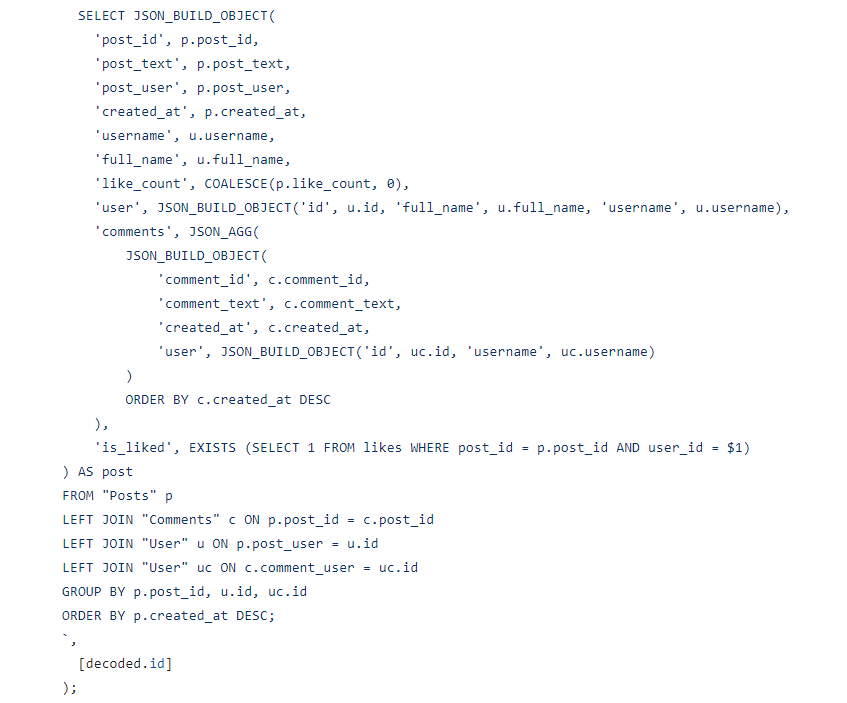 SELECT JSON_BUILD_OBJECT(
'post_id', p.post_id,
'post_text', p.post_text,
'post_user', p.post_user,
'created_at', p.created_at,
'username', u.username,
'full_name', u.full_name,
'like_count', COALESCE(p.like_count, 0),
'user', JSON_BUILD_OBJECT('id', u.id, 'full_name', u.full_name, 'username', u.username),
'comments', JSON_AGG(
JSON_BUILD_OBJECT(
'comment_id', c.comment_id,
'comment_text', c.comment_text,
'created_at', c.created_at,
'user', JSON_BUILD_OBJECT('id', uc.id, 'username', uc.username)
)
ORDER BY c.created_at DESC
),
'is_liked', EXISTS (SELECT 1 FROM likes WHERE post_id = p.post_id AND user_id = $1)
) AS post
FROM "Posts" p
LEFT JOIN "Comments" c ON p.post_id = c.post_id
LEFT JOIN "User" u ON p.post_user = u.id
LEFT JOIN "User" uc ON c.comment_user = uc.id
GROUP BY p.post_id, u.id, uc.id
ORDER BY p.created_at DESC;
`,
[decoded.id]
);